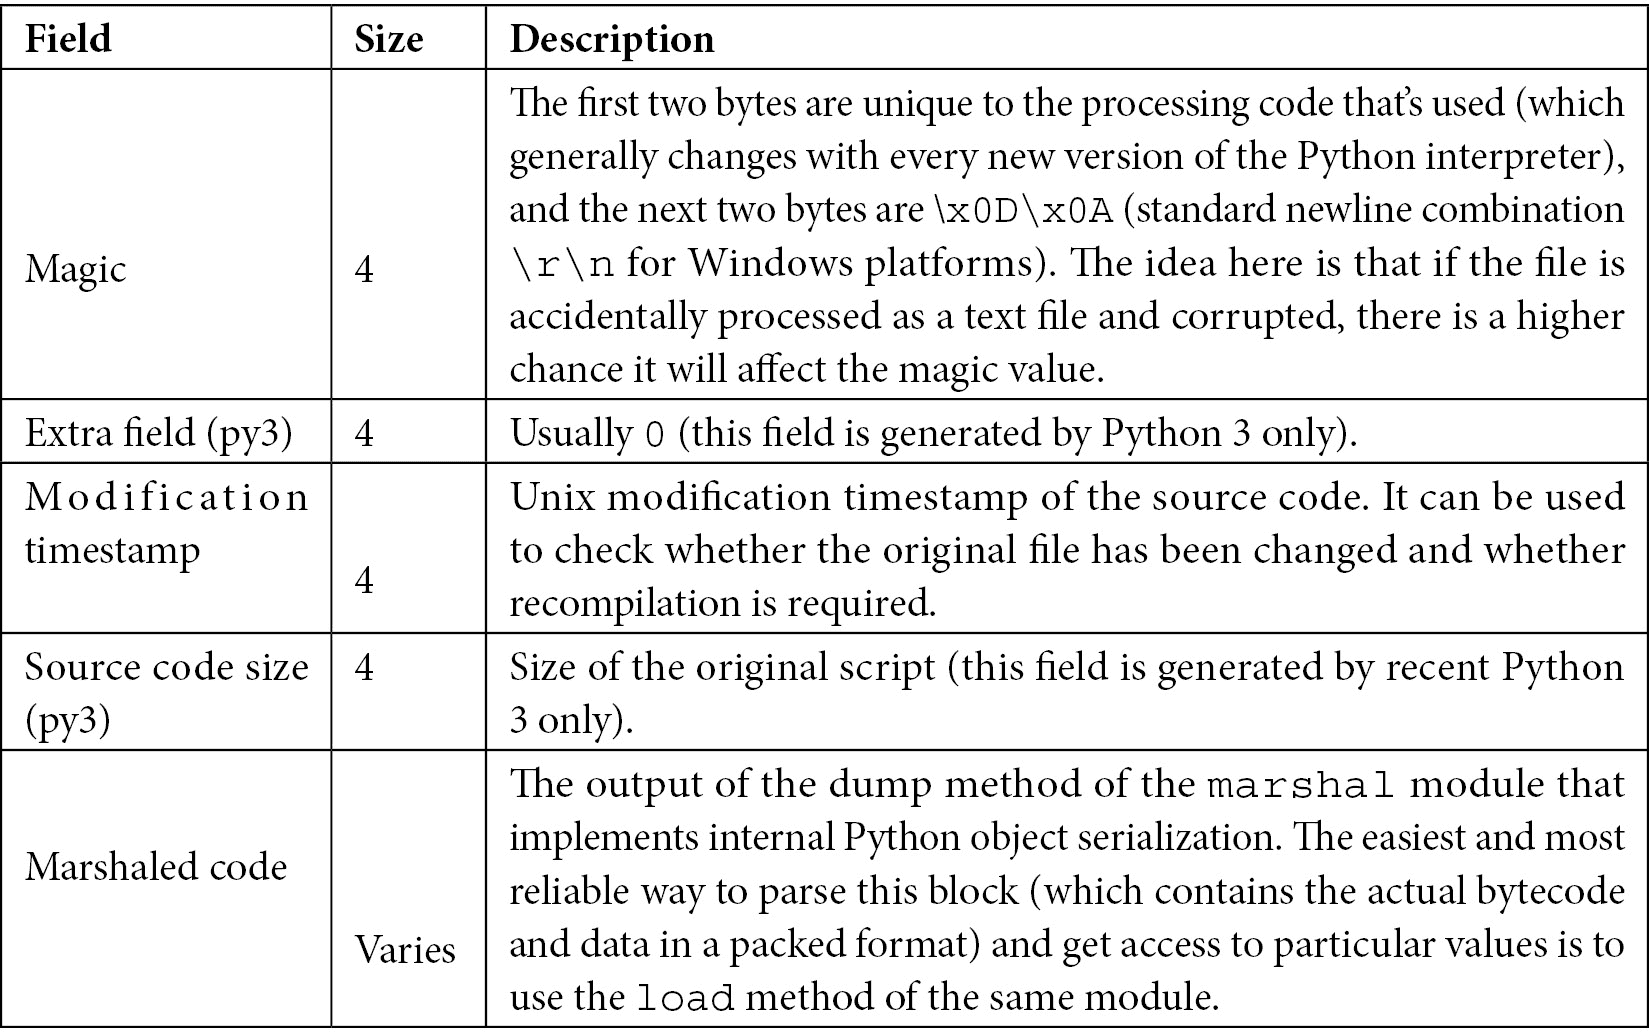 Field Size Description
The first two bytes are unique to the processing code that’s used (which
generally changes with every new version of the Python interpreter),
and the next two bytes are \x0D\x0A (standard newline combination
Magic 4 \r\n for Windows platforms). The idea here is that if the file is
accidentally processed as a text file and corrupted, there is a higher
chance it will affect the magic value.
Extra field (py3) 4 Usually 0 (this field is generated by Python 3 only).
Modification Unix modification timestamp of the source code. It can be used
timestamp to check whether the original file has been changed and whether
4 recompilation is required.
Source code size 4 Size of the original script (this field is generated by recent Python
(py3) 3 only).
The output of the dump method of the marshal module that
implements internal Python object serialization. The easiest and most
Marshaled code reliable way to parse this block (which contains the actual bytecode
Varies and data in a packed format) and get access to particular values is to
use the load method of the same module.